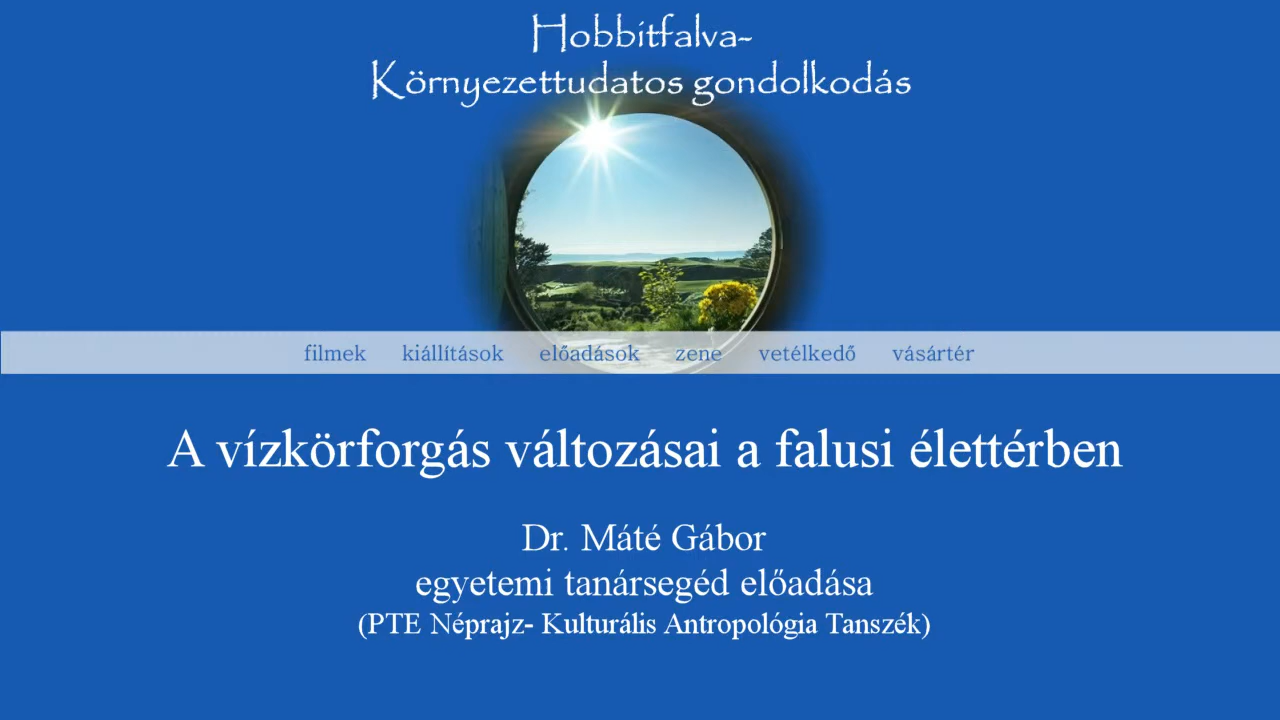 Hobbitfalva-
Környezettudatos gondolkodás
filmek kiállítások előadások zene vetélkedő vásártér
A vízkörforgás változásai a falusi élettérben
Dr. Máté Gábor
egyetemi tanársegéd előadása
(PTE Néprajz- Kulturális Antropológia Tanszék)